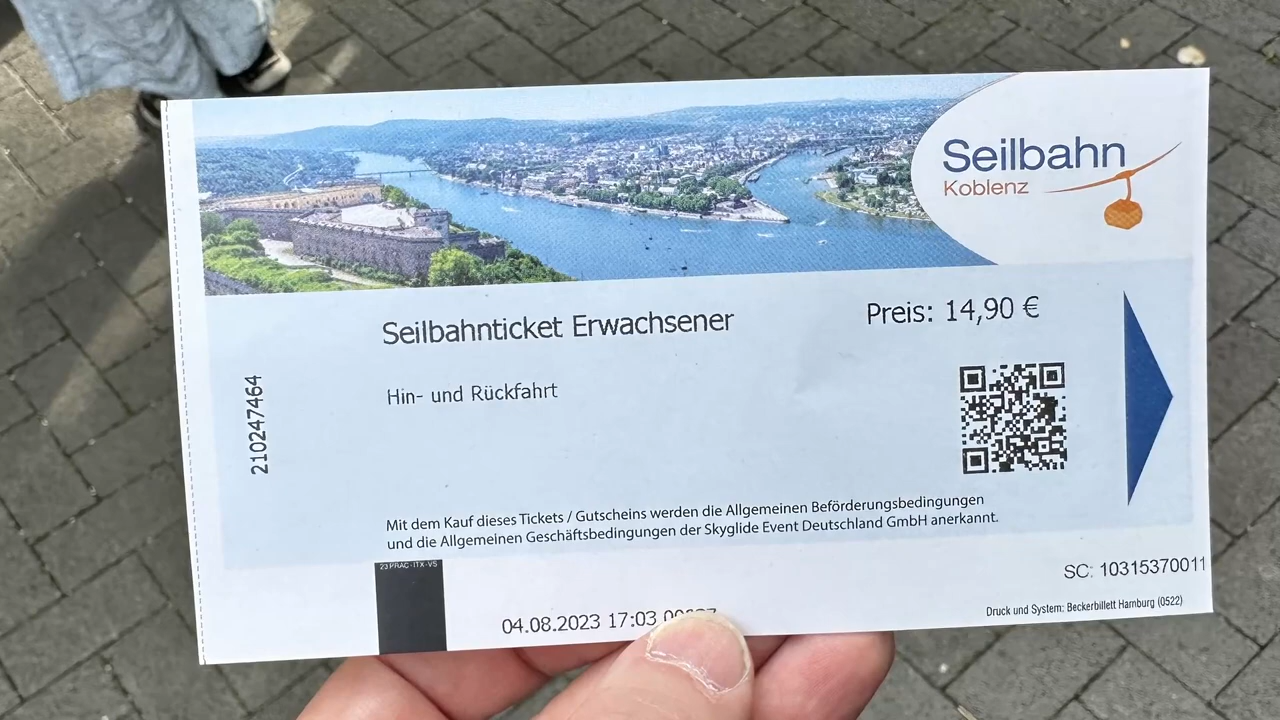 Seilbahn
Koblenz
Seilbahnticket Erwachsener
Preis: 14,90 €
Hin- und Rückfahrt
210247464
Mit dem Kauf dieses Tickets / Gutscheins werden die Allgemeinen Beförderungsbedingungen
und die Allgemeinen Geschäftsbedingungen der Skyglide Event Deutschland GmbH anerkannt.
23 PRAC-ITX-VS
SC: 10315370011
04.08.2023 17:03
Druck und System: Beckerbillett Hamburg (0522)